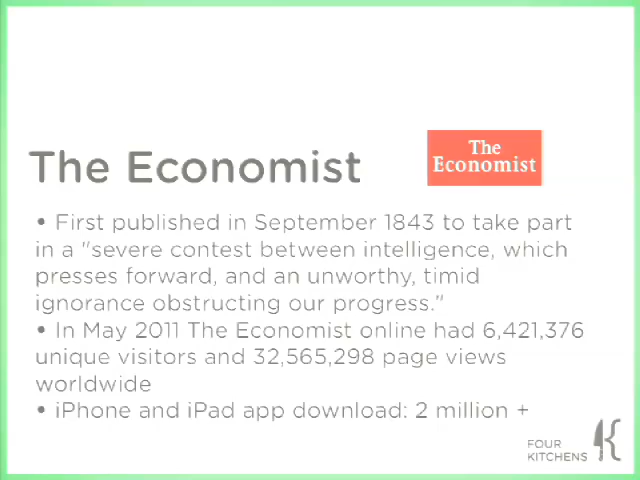 The Economist
The
Economist
• First published in September 1843 to take part
in a "severe contest between intelligence, which
presses forward, and an unworthy, timid
ignorance obstructing our progress."
• In May 2011 The Economist online had 6,421,376
unique visitors and 32,565,298 page views
worldwide
• iPhone and iPad app download: 2 million +
FOUR
KITCHENS